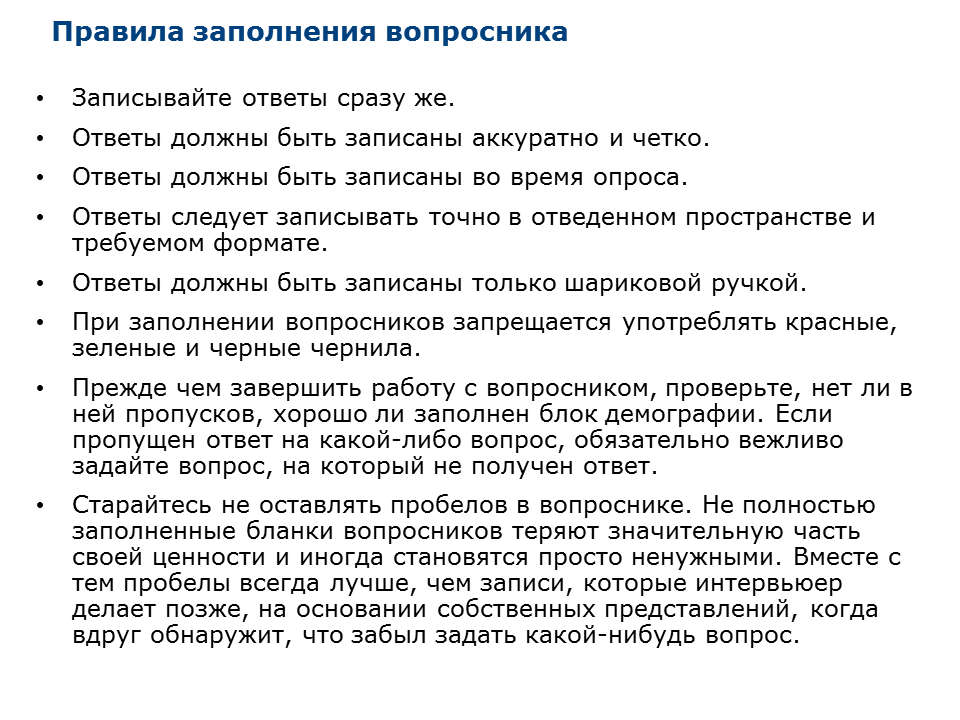 Правила заполнения вопросника
• Записывайте ответы сразу же.
• Ответы должны быть записаны аккуратно и четко.
• Ответы должны быть записаны во время опроса.
• Ответы следует записывать точно в отведенном пространстве и
требуемом формате.
• Ответы должны быть записаны только шариковой ручкой.
• При заполнении вопросников запрещается употреблять красные,
зеленые и черные чернила.
• Прежде чем завершить работу с вопросником, проверьте, нет ли в
ней пропусков, хорошо ли заполнен блок демографии. Если
пропущен ответ на какой-либо вопрос, обязательно вежливо
задайте вопрос, на который не получен ответ.
• Старайтесь не оставлять пробелов в вопроснике. Не полностью
заполненные бланки вопросников теряют значительную часть
своей ценности и иногда становятся просто ненужными. Вместе с
тем пробелы всегда лучше, чем записи, которые интервьюер
делает позже, на основании собственных представлений, когда
вдруг обнаружит, что забыл задать какой-нибудь вопрос.